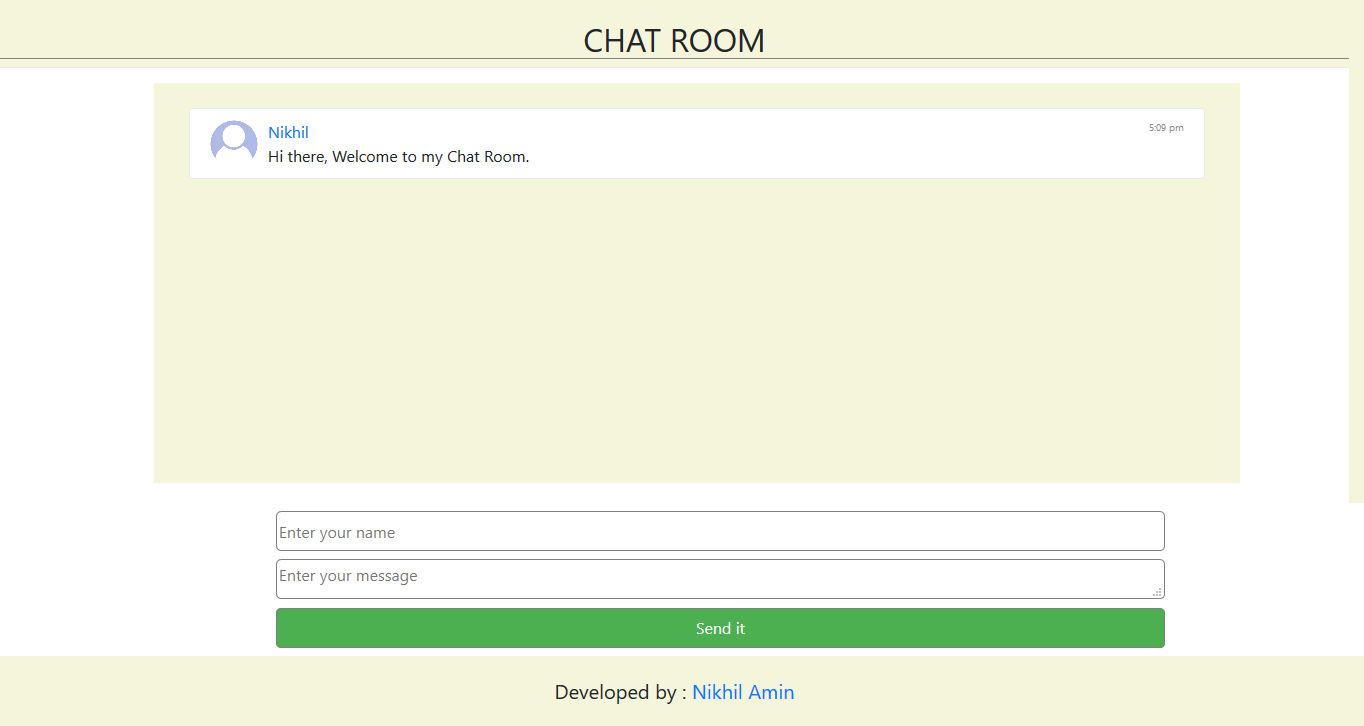 CHAT ROOM
Nikhil
5:09 pm
Hi there, Welcome to my Chat Room.
Enter your name
Enter your message
Send it
Developed by : Nikhil Amin